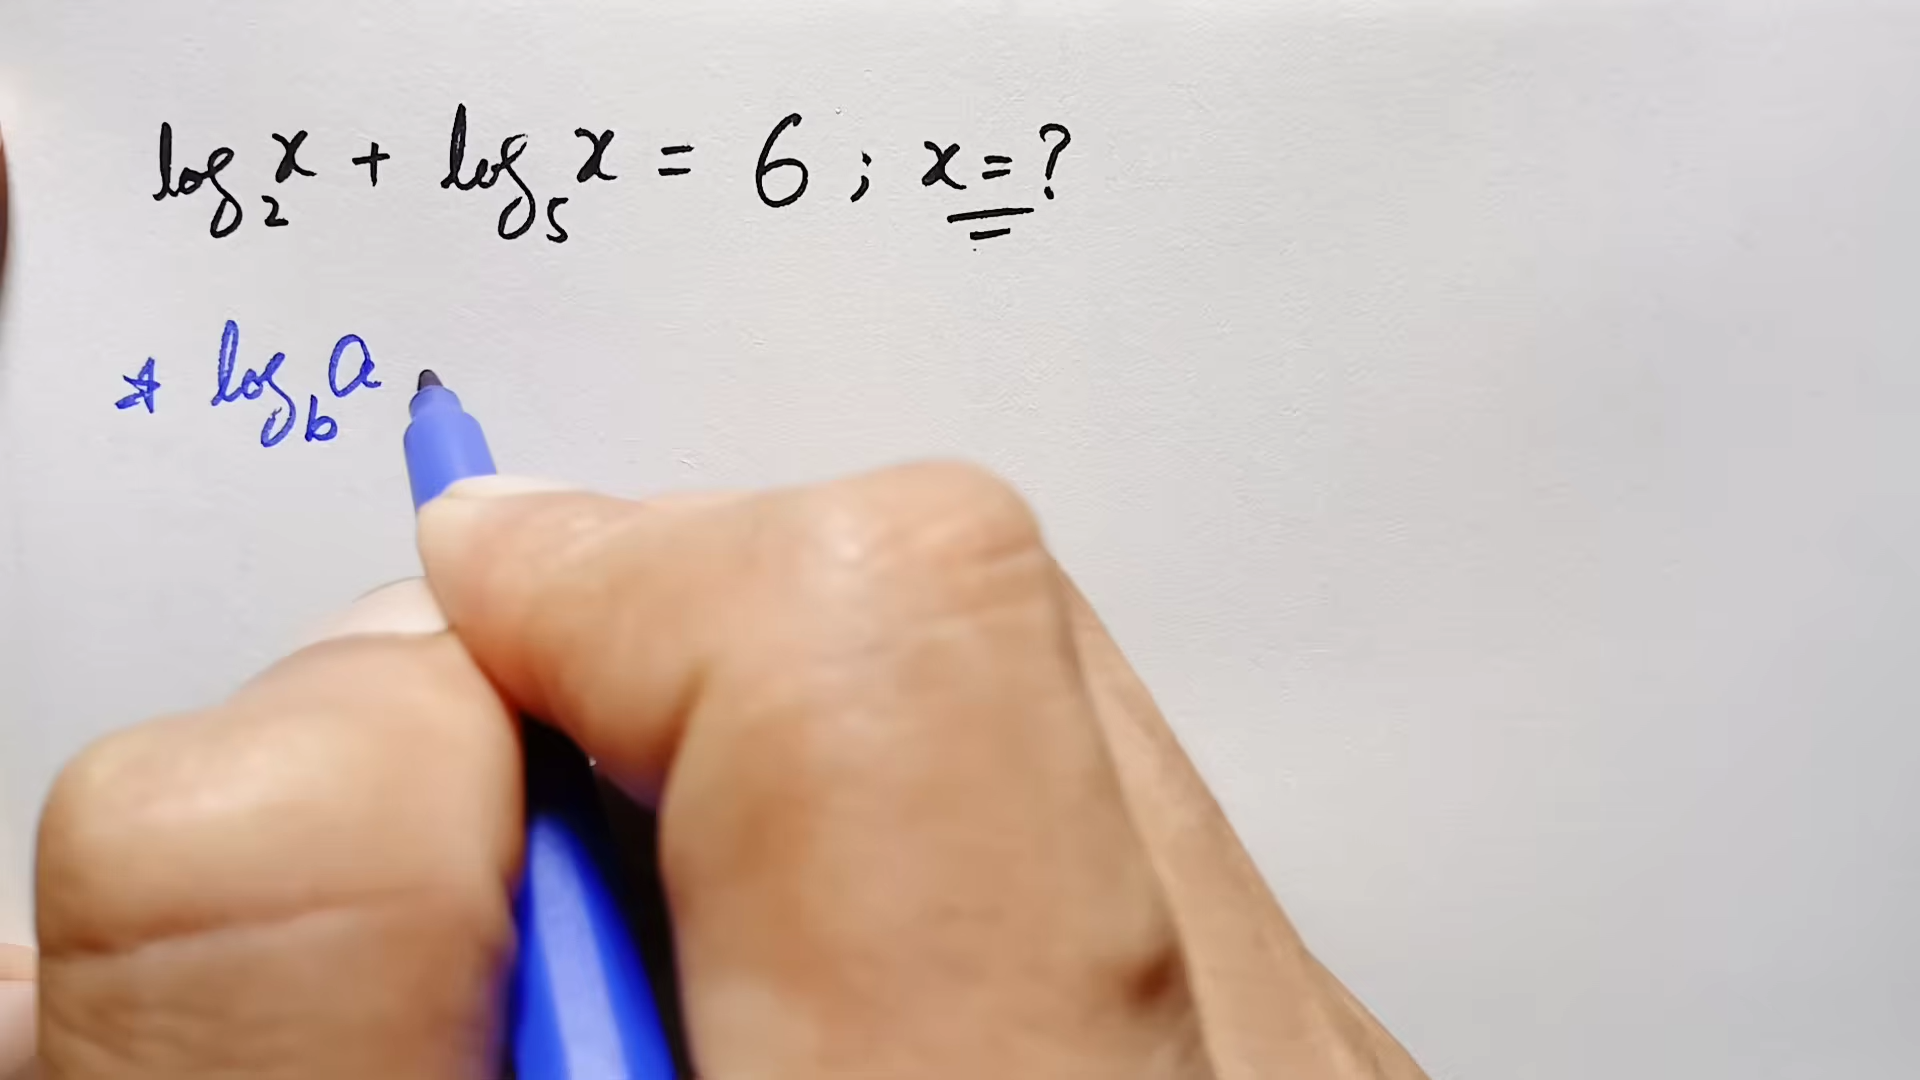 log₂x + log₅x = 6 ; x = ?
* log_b a